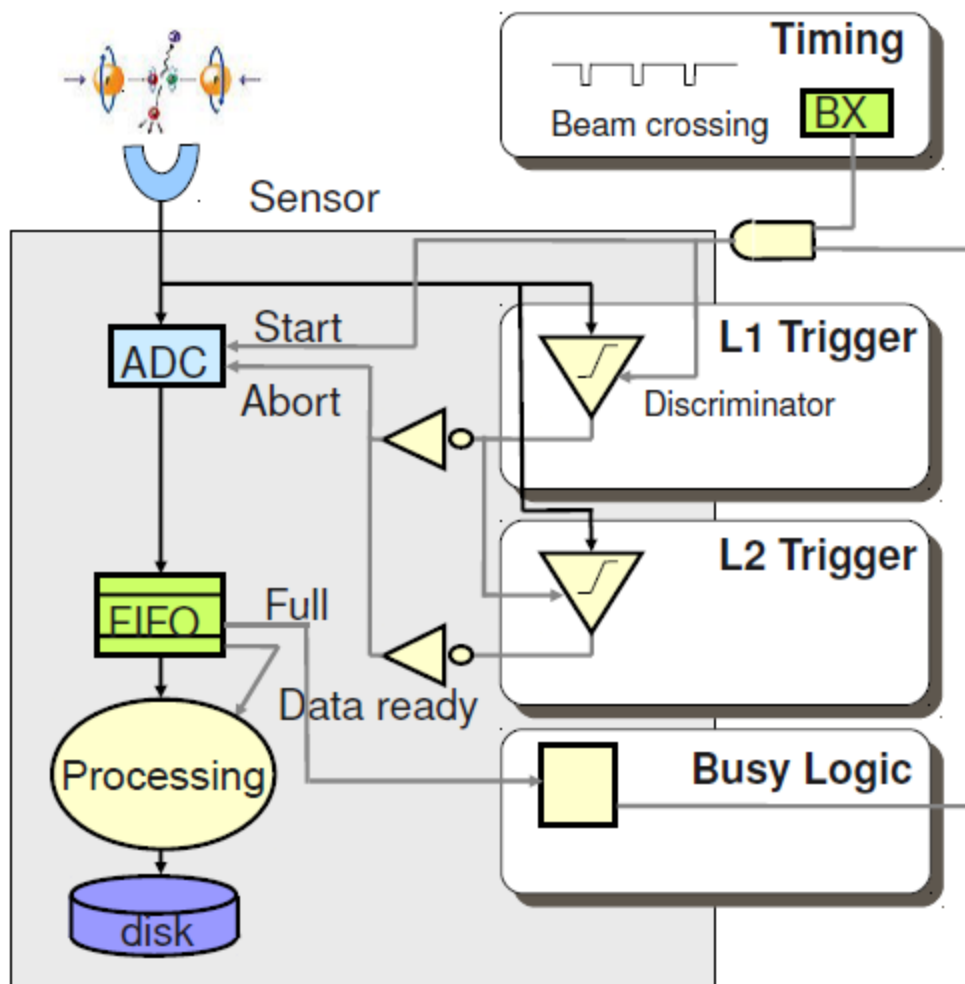 Timing
BX
Beam crossing
Sensor
Start
ADC
L1 Trigger
Abort
Discriminator
L2 Trigger
Full
FIFO
Data ready
Processing
Busy Logic
disk